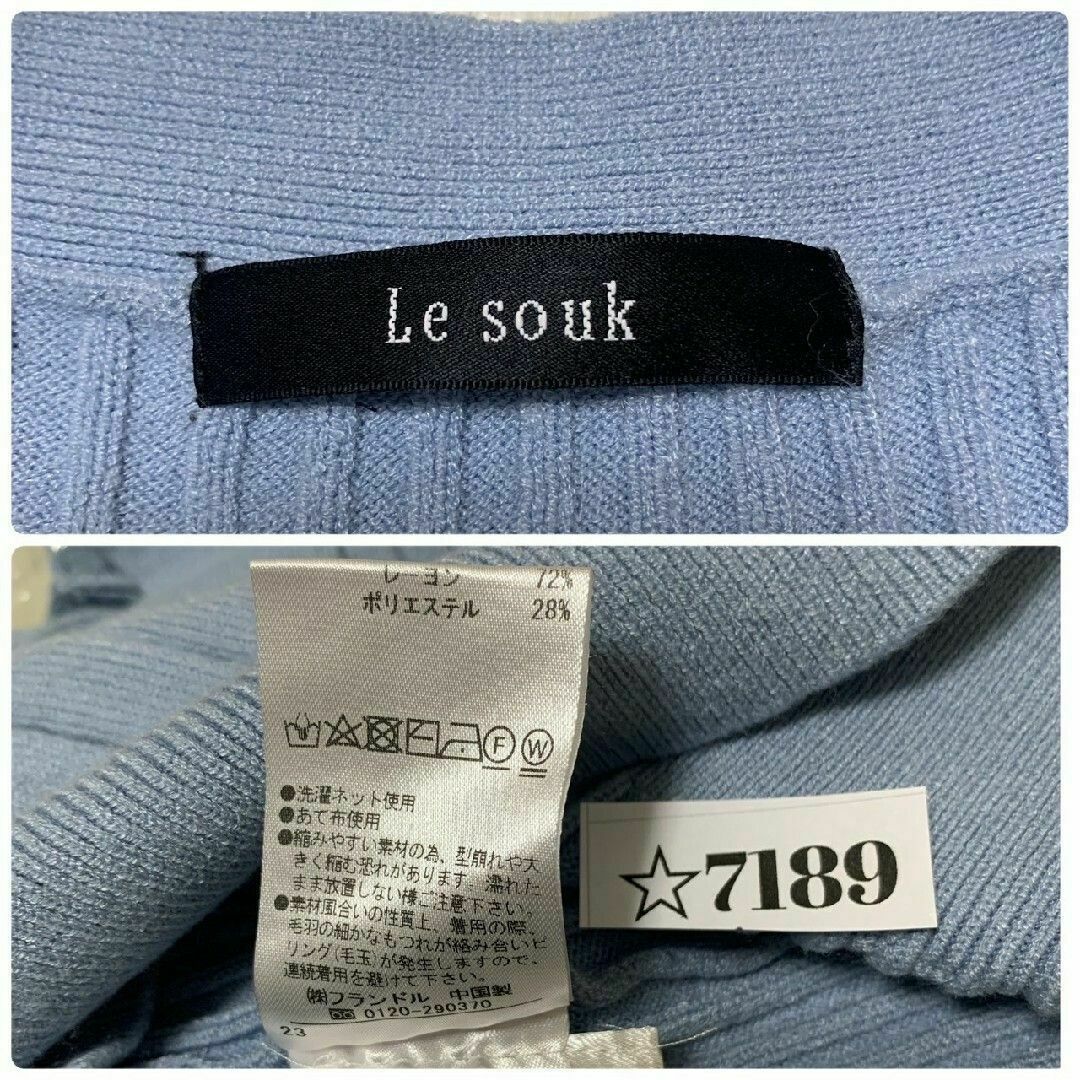 Le souk
レーヨン 72%
ポリエステル 28%
F W
●洗濯ネット使用
●あて布使用
●縮みやすい素材の為、型崩れや大
きく縮む恐れがあります。濡れた
まま放置しない様ご注意下さい。
●素材風合いの性質上、着用の際、
毛羽の細かなもつれが絡み合いピ
リング(毛玉)が発生しますので、
連続着用を避けて下さい。
㈱フランドル 中国製
0120-290370
23
☆7189